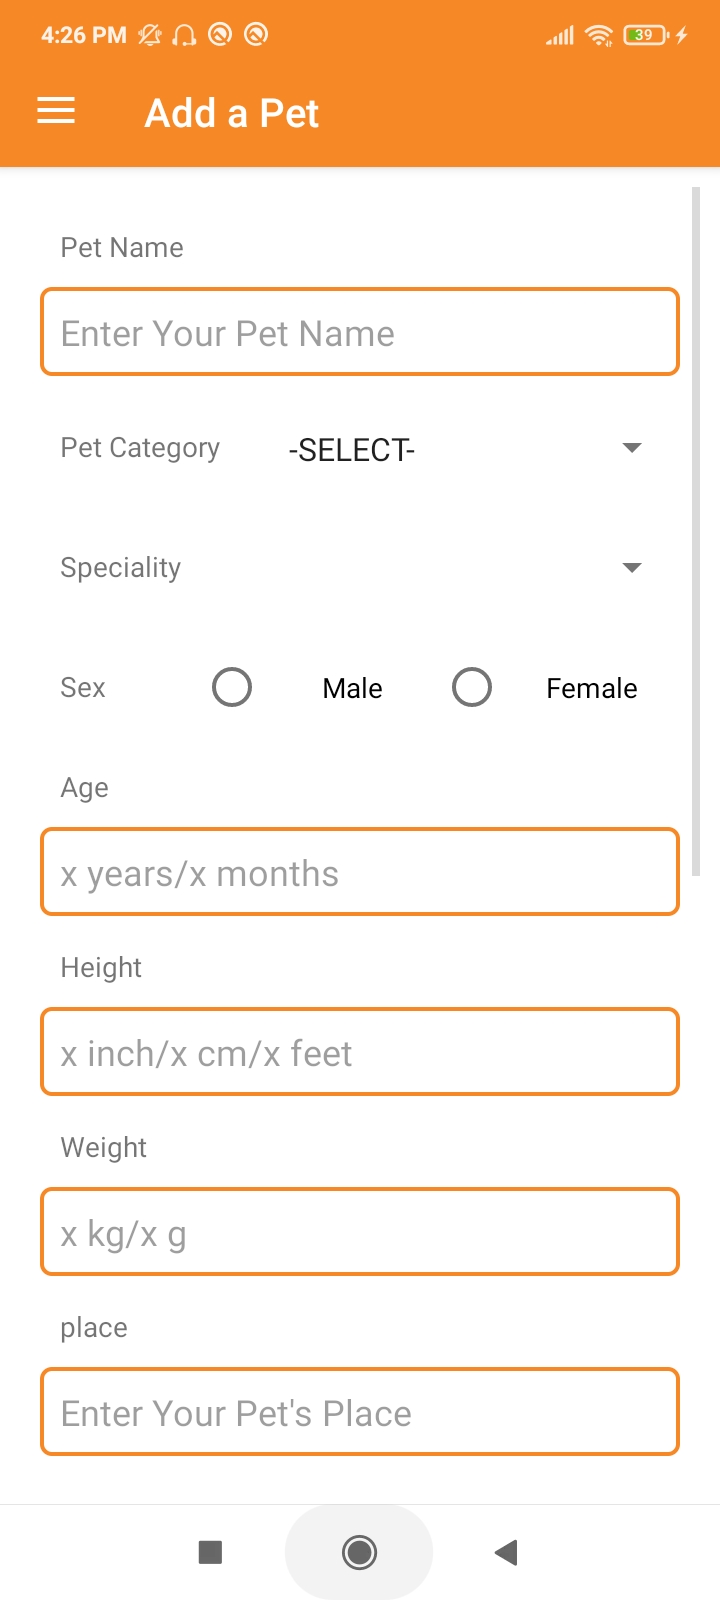 4:26 PM 39
Add a Pet
Pet Name
Enter Your Pet Name
Pet Category -SELECT-
Speciality
Sex Male Female
Age
x years/x months
Height
x inch/x cm/x feet
Weight
x kg/x g
place
Enter Your Pet's Place